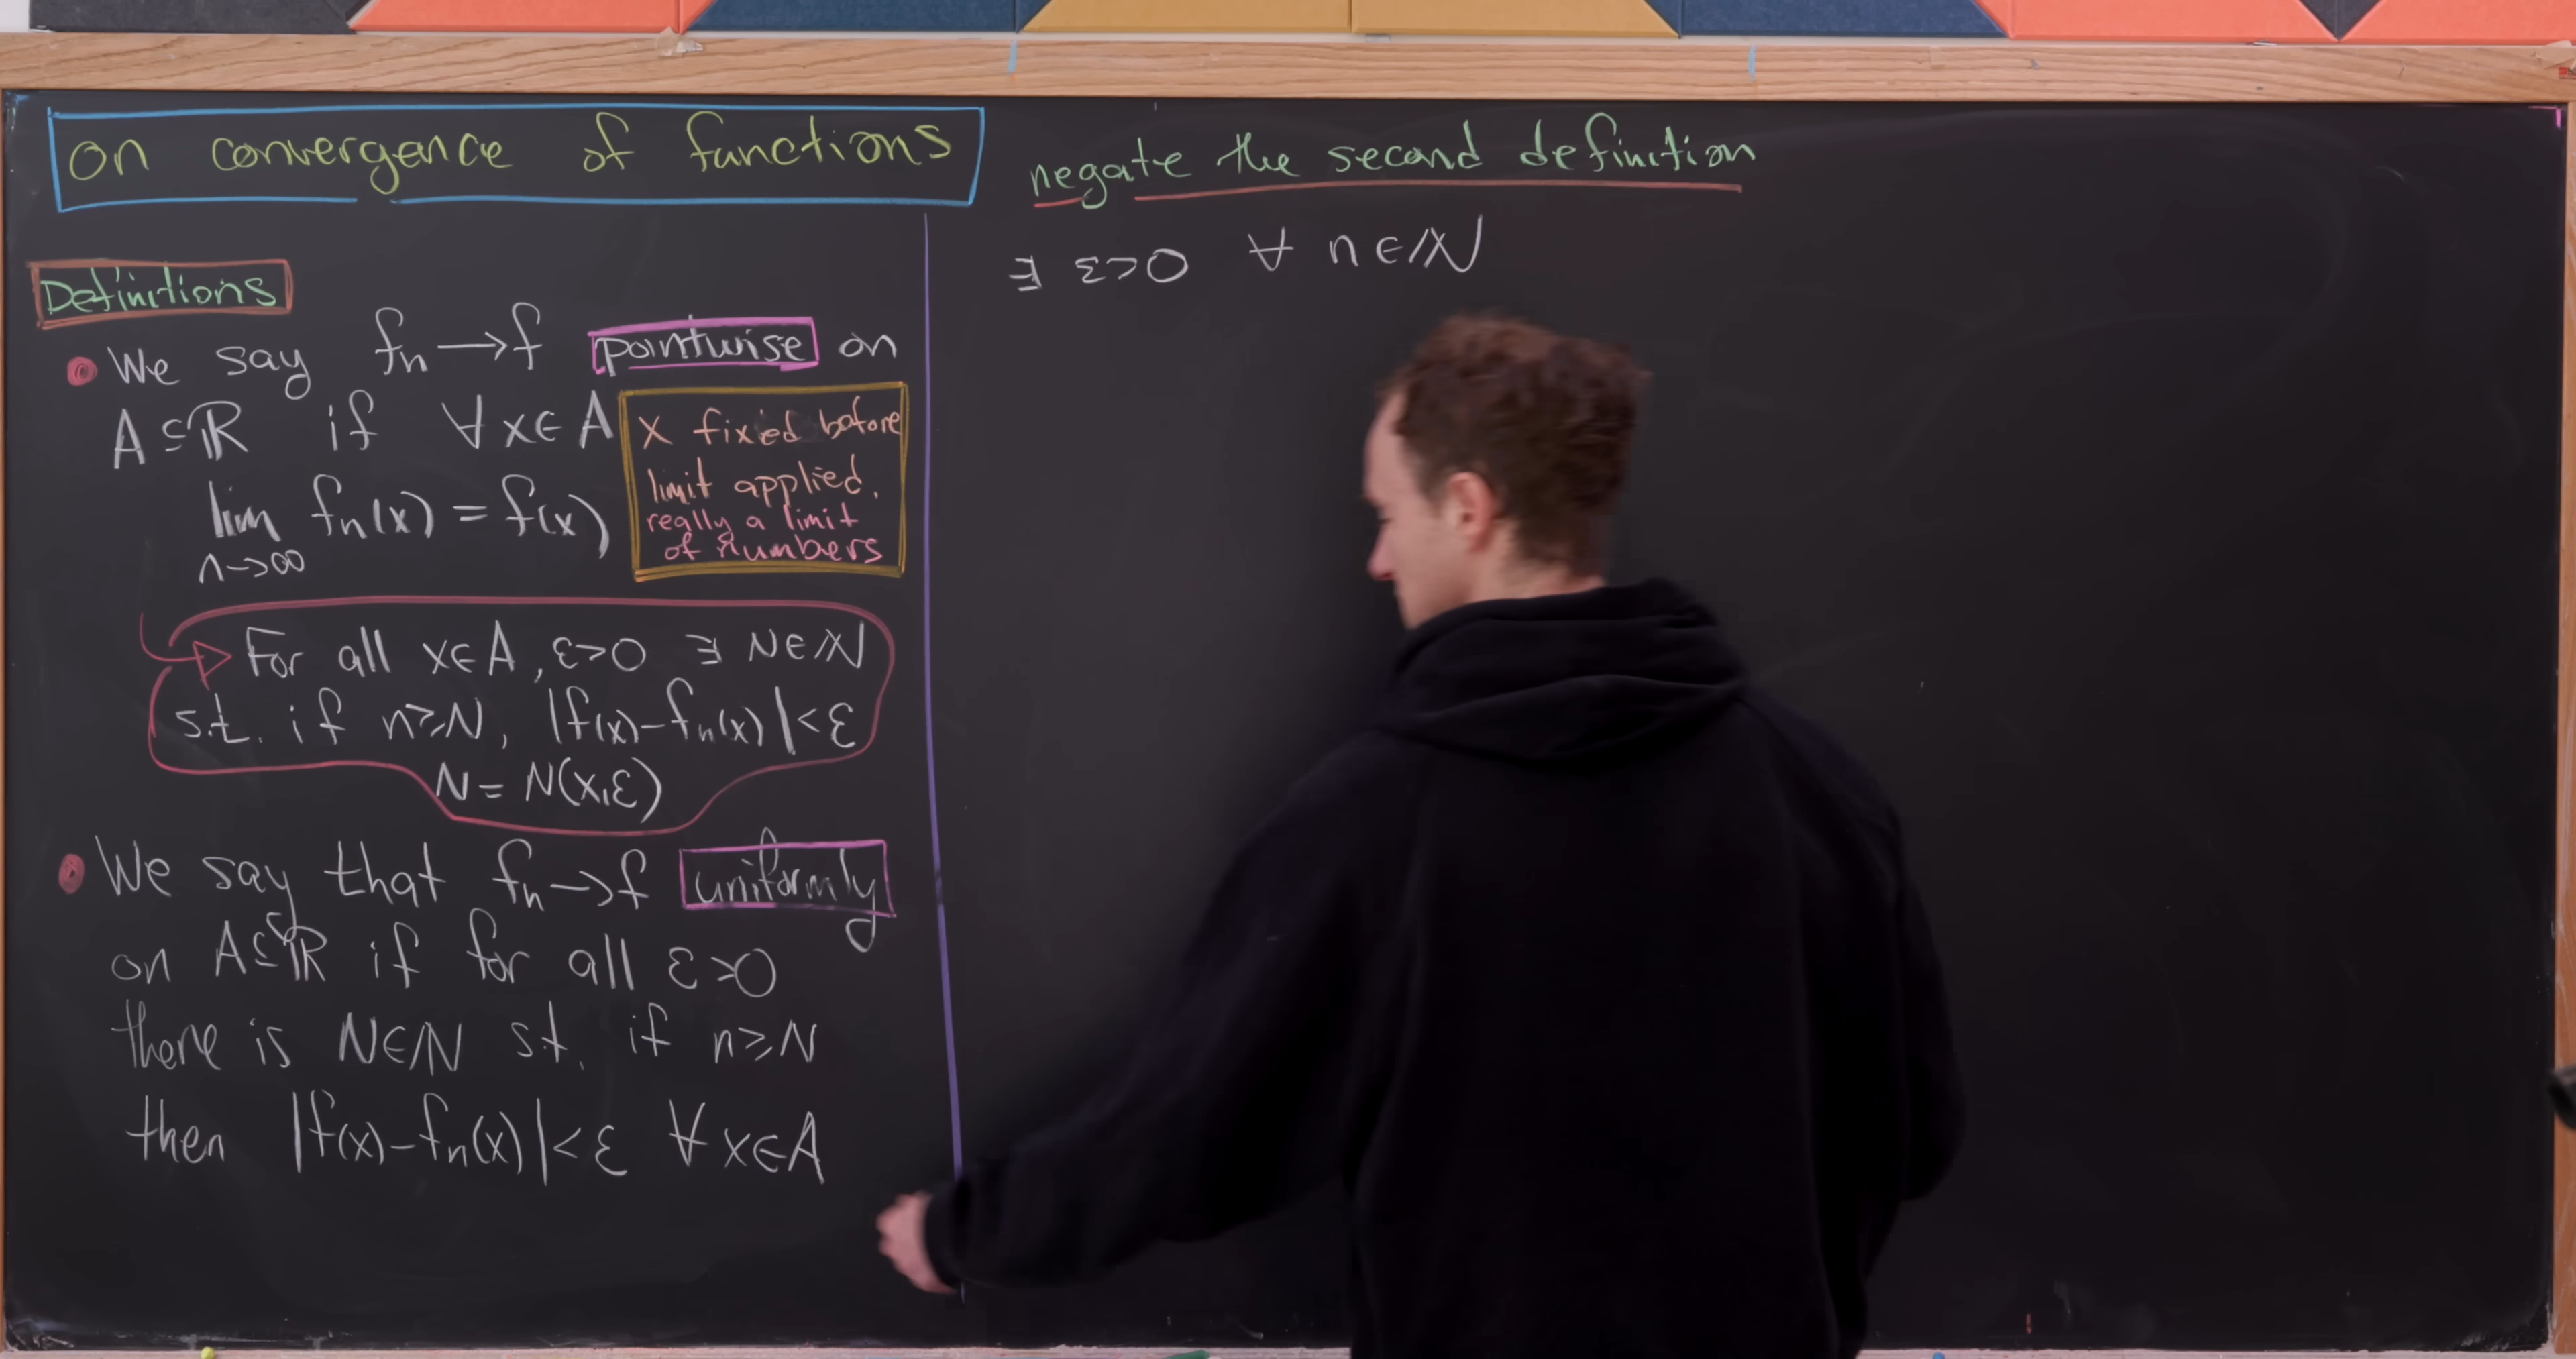 on convergence of functions
Definitions
• We say fₙ→f pointwise on
A⊆ℝ if ∀ x∈A
lim fₙ(x) = f(x)
n→∞
X fixed before
limit applied.
really a limit
of numbers
For all x∈A, ε>0 ∃ N∈ℕ
s.t. if n≥N, |f(x)-fₙ(x)|<ε
N = N(x,ε)
• We say that fₙ→f uniformly
on A⊆ℝ if for all ε>0
there is N∈ℕ s.t. if n≥N
then |f(x)-fₙ(x)|<ε ∀ x∈A
negate the second definition
∃ ε>0 ∀ n∈ℕ